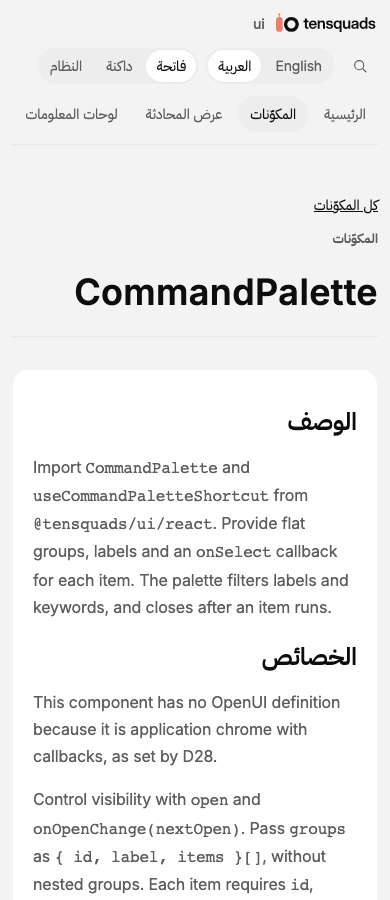 tensquads ui
English العربية فاتحة داكنة النظام
الرئيسية المكوّنات عرض المحادثة لوحات المعلومات
كل المكوّنات
المكوّنات
CommandPalette
الوصف
Import CommandPalette and
useCommandPaletteShortcut from
@tensquads/ui/react. Provide flat
groups, labels and an onSelect callback
for each item. The palette filters labels and
keywords, and closes after an item runs.
الخصائص
This component has no OpenUI definition
because it is application chrome with
callbacks, as set by D28.
Control visibility with open and
onOpenChange(nextOpen). Pass groups
as { id, label, items }[], without
nested groups. Each item requires id,